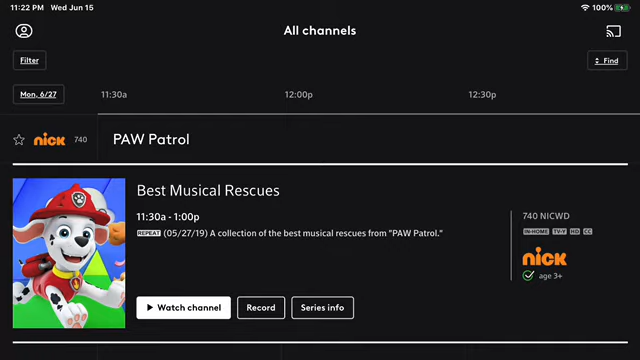 11:22 PM Wed Jun 15
100%
All channels
Filter
Find
Mon, 6/27
11:30a 12:00p 12:30p
nick 740 PAW Patrol
Best Musical Rescues
11:30a - 1:00p
REPEAT (05/27/19) A collection of the best musical rescues from "PAW Patrol."
740 NICWD
IN-HOME TV-Y HD CC
nick
age 3+
Watch channel Record Series info